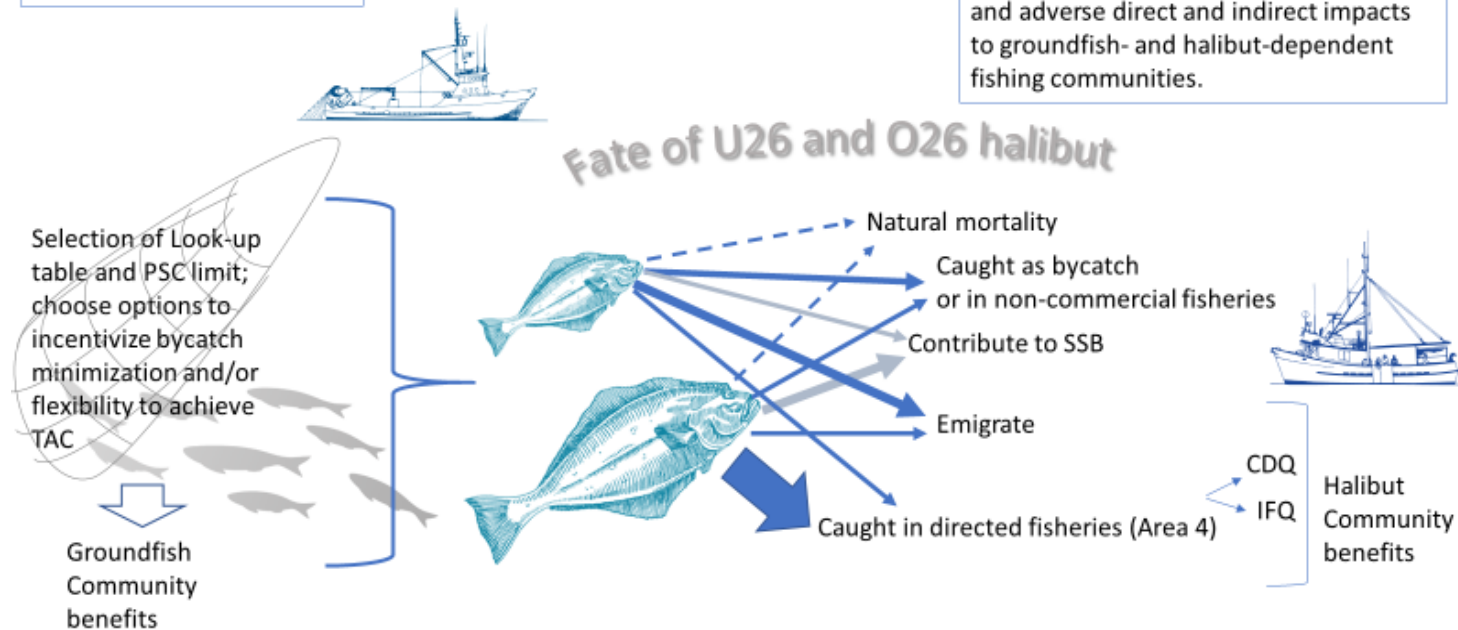 and adverse direct and indirect impacts
to groundfish- and halibut-dependent
fishing communities.
Fate of U26 and O26 halibut
Selection of Look-up
table and PSC limit;
choose options to
incentivize bycatch
minimization and/or
flexibility to achieve
TAC
Groundfish
Community
benefits
Natural mortality
Caught as bycatch
or in non-commercial fisheries
Contribute to SSB
Emigrate
Caught in directed fisheries (Area 4)
CDQ
IFQ
Halibut
Community
benefits